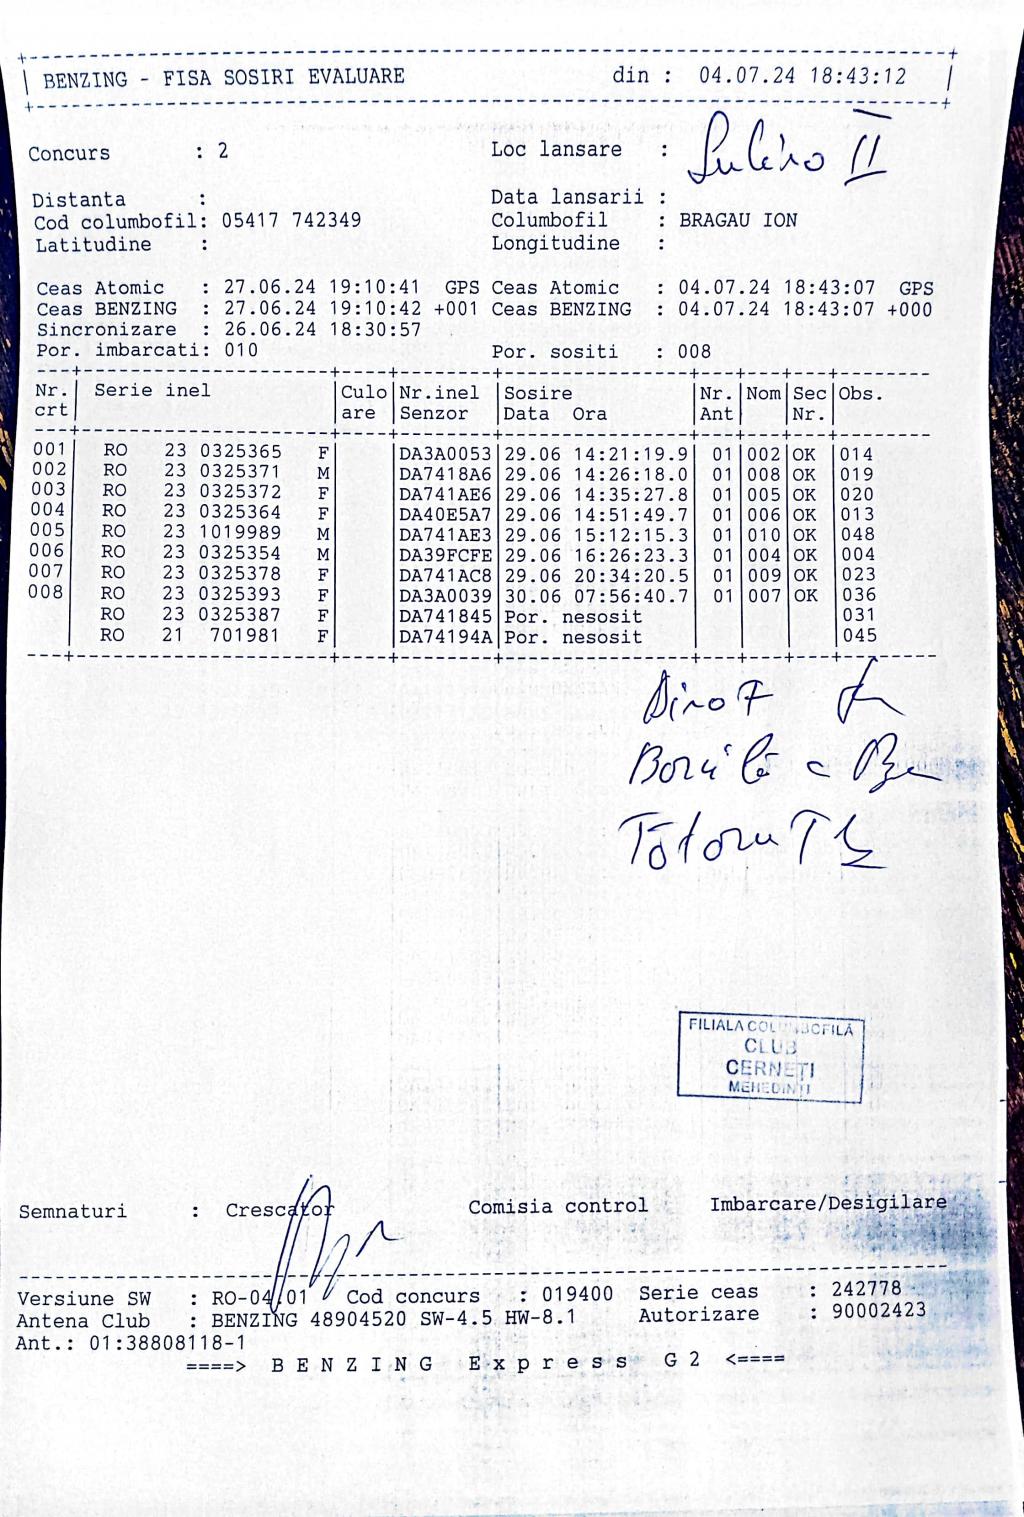 BENZING - FISA SOSIRI EVALUARE din : 04.07.24 18:43:12
Concurs : 2 Loc lansare : Sulina II
Distanta : Data lansarii :
Cod columbofil: 05417 742349 Columbofil : BRAGAU ION
Latitudine : Longitudine :
Ceas Atomic : 27.06.24 19:10:41 GPS Ceas Atomic : 04.07.24 18:43:07 GPS
Ceas BENZING : 27.06.24 19:10:42 +001 Ceas BENZING : 04.07.24 18:43:07 +000
Sincronizare : 26.06.24 18:30:57
Por. imbarcati: 010 Por. sositi : 008
Nr. Serie inel Culo Nr.inel Sosire Nr. Nom Sec Obs.
crt are Senzor Data Ora Ant Nr.
001 RO 23 0325365 F DA3A0053 29.06 14:21:19.9 01 002 OK 014
002 RO 23 0325371 M DA7418A6 29.06 14:26:18.0 01 008 OK 019
003 RO 23 0325372 F DA741AE6 29.06 14:35:27.8 01 005 OK 020
004 RO 23 0325364 F DA40E5A7 29.06 14:51:49.7 01 006 OK 013
005 RO 23 1019989 M DA741AE3 29.06 15:12:15.3 01 010 OK 048
006 RO 23 0325354 M DA39FCFE 29.06 16:26:23.3 01 004 OK 004
007 RO 23 0325378 F DA741AC8 29.06 20:34:20.5 01 009 OK 023
008 RO 23 0325393 F DA3A0039 30.06 07:56:40.7 01 007 OK 036
RO 23 0325387 F DA741845 Por. nesosit 031
RO 21 701981 F DA74194A Por. nesosit 045
FILIALA COLUMBOFILĂ
CLUB
CERNEȚI
MEHEDINȚI
Semnaturi : Crescator Comisia control Imbarcare/Desigilare
Versiune SW : RO-04.01 Cod concurs : 019400 Serie ceas : 242778
Antena Club : BENZING 48904520 SW-4.5 HW-8.1 Autorizare : 90002423
Ant.: 01:38808118-1
====> B E N Z I N G E x p r e s s G 2 <====